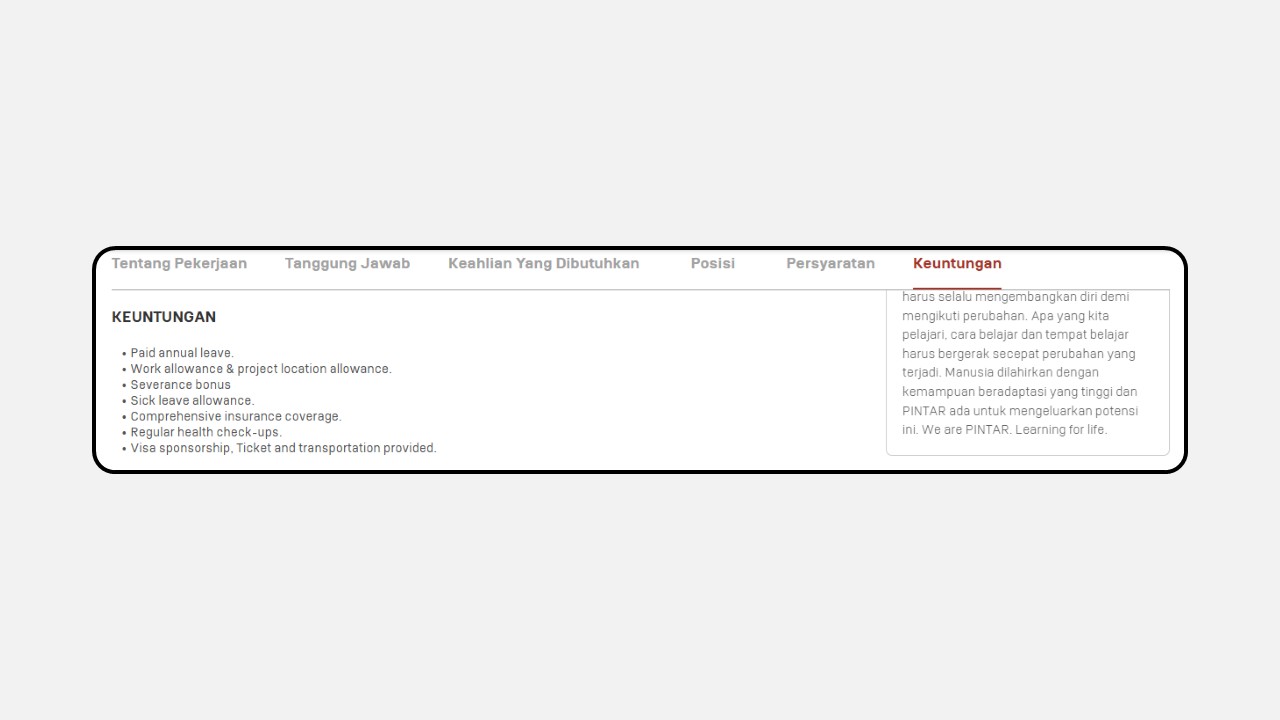 Tentang Pekerjaan Tanggung Jawab Keahlian Yang Dibutuhkan Posisi Persyaratan Keuntungan
KEUNTUNGAN
• Paid annual leave.
• Work allowance & project location allowance.
• Severance bonus
• Sick leave allowance.
• Comprehensive insurance coverage.
• Regular health check-ups.
• Visa sponsorship, Ticket and transportation provided.
harus selalu mengembangkan diri demi
mengikuti perubahan. Apa yang kita
pelajari, cara belajar dan tempat belajar
harus bergerak secepat perubahan yang
terjadi. Manusia dilahirkan dengan
kemampuan beradaptasi yang tinggi dan
PINTAR ada untuk mengeluarkan potensi
ini. We are PINTAR. Learning for life.